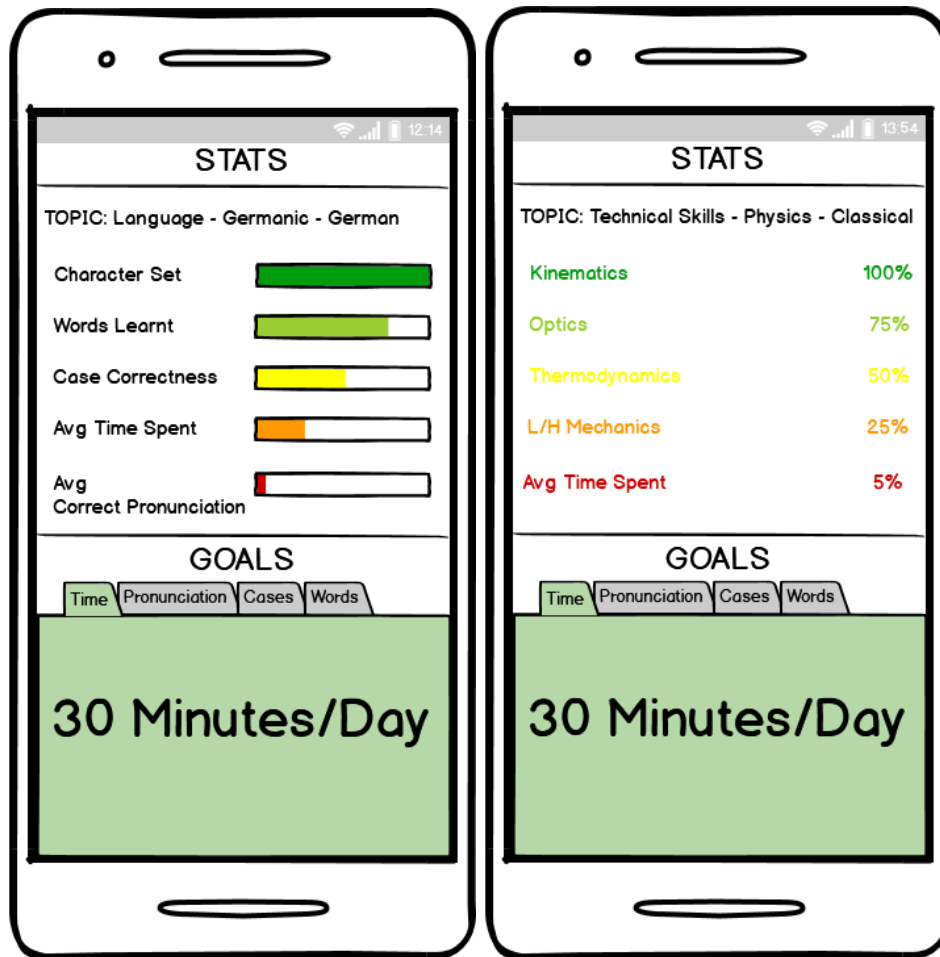 12:14
STATS
TOPIC: Language - Germanic - German
Character Set
Words Learnt
Case Correctness
Avg Time Spent
Avg
Correct Pronunciation
GOALS
Time Pronunciation Cases Words
30 Minutes/Day
13:54
STATS
TOPIC: Technical Skills - Physics - Classical
Kinematics 100%
Optics 75%
Thermodynamics 50%
L/H Mechanics 25%
Avg Time Spent 5%
GOALS
Time Pronunciation Cases Words
30 Minutes/Day